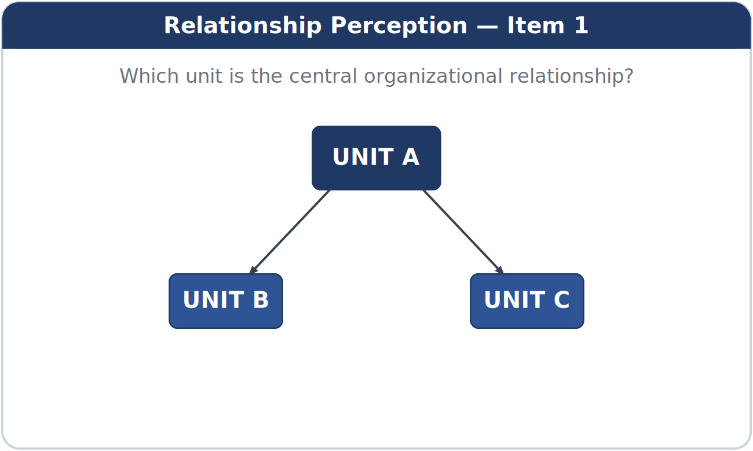 Relationship Perception — Item 1
Which unit is the central organizational relationship?
UNIT A
UNIT B
UNIT C